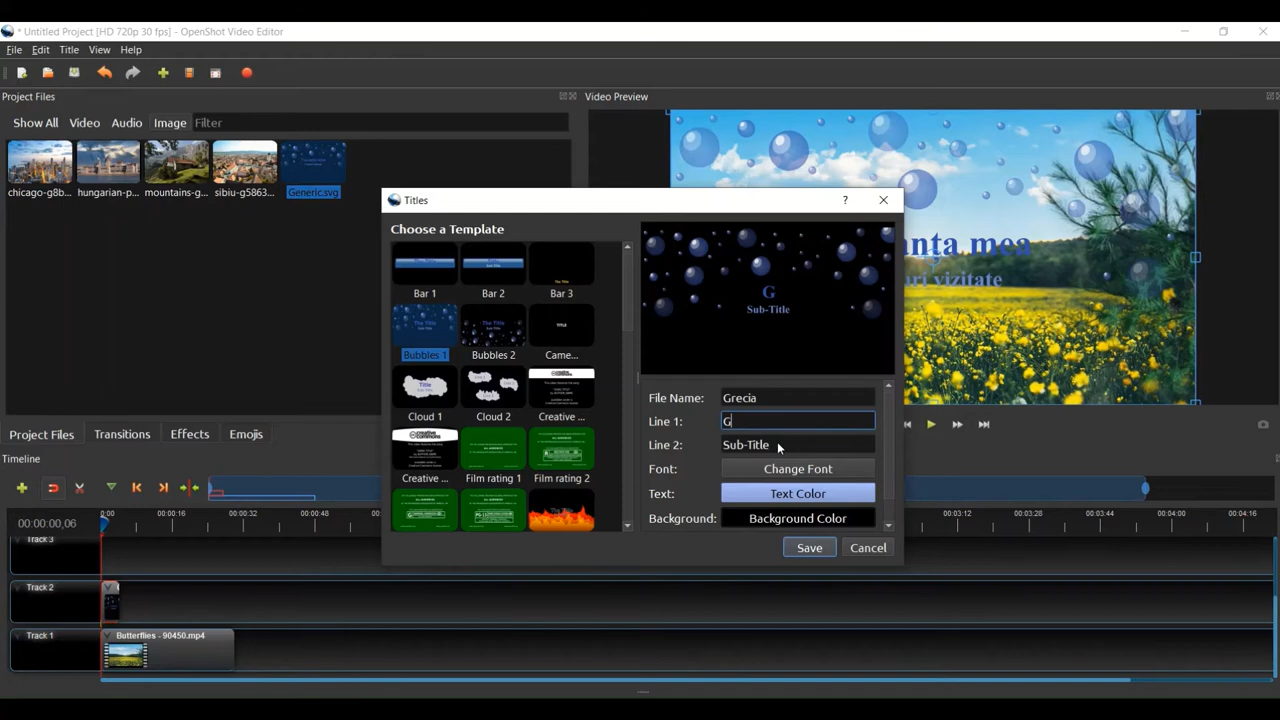 * Untitled Project [HD 720p 30 fps] - OpenShot Video Editor
File Edit Title View Help
Project Files
Video Preview
Show All Video Audio Image Filter
chicago-g8b... hungarian-p... mountains-g... sibiu-g5863... Generic.svg
Titles
?
Choose a Template
Bar 1 Bar 2 Bar 3
Bubbles 1 Bubbles 2 Came...
Cloud 1 Cloud 2 Creative ...
Creative ... Film rating 1 Film rating 2
The Title
Sub-Title
TITLE
G
Sub-Title
mea
vizitate
File Name: Grecia
Line 1: G
Line 2: Sub-Title
Font: Change Font
Text: Text Color
Background: Background Color
Save Cancel
Project Files Transitions Effects Emojis
Timeline
00:00:00,06
0:00 00:00:16 00:00:32 00:00:48 00:03:12 00:03:28 00:03:44 00:04:00 00:04:16
Track 3
Track 2
Track 1 Butterflies - 90450.mp4